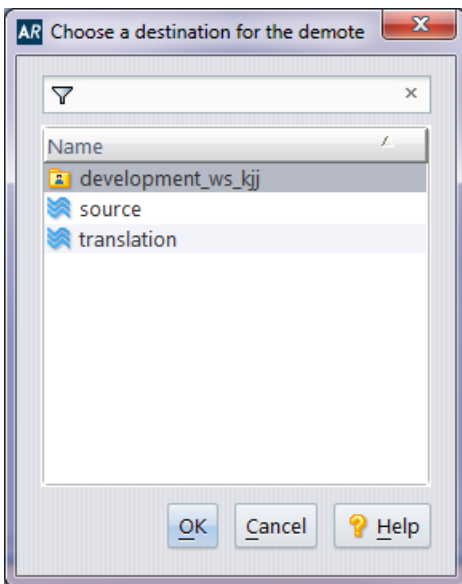 AR Choose a destination for the demote
Name
development_ws_kjj
source
translation
OK Cancel Help